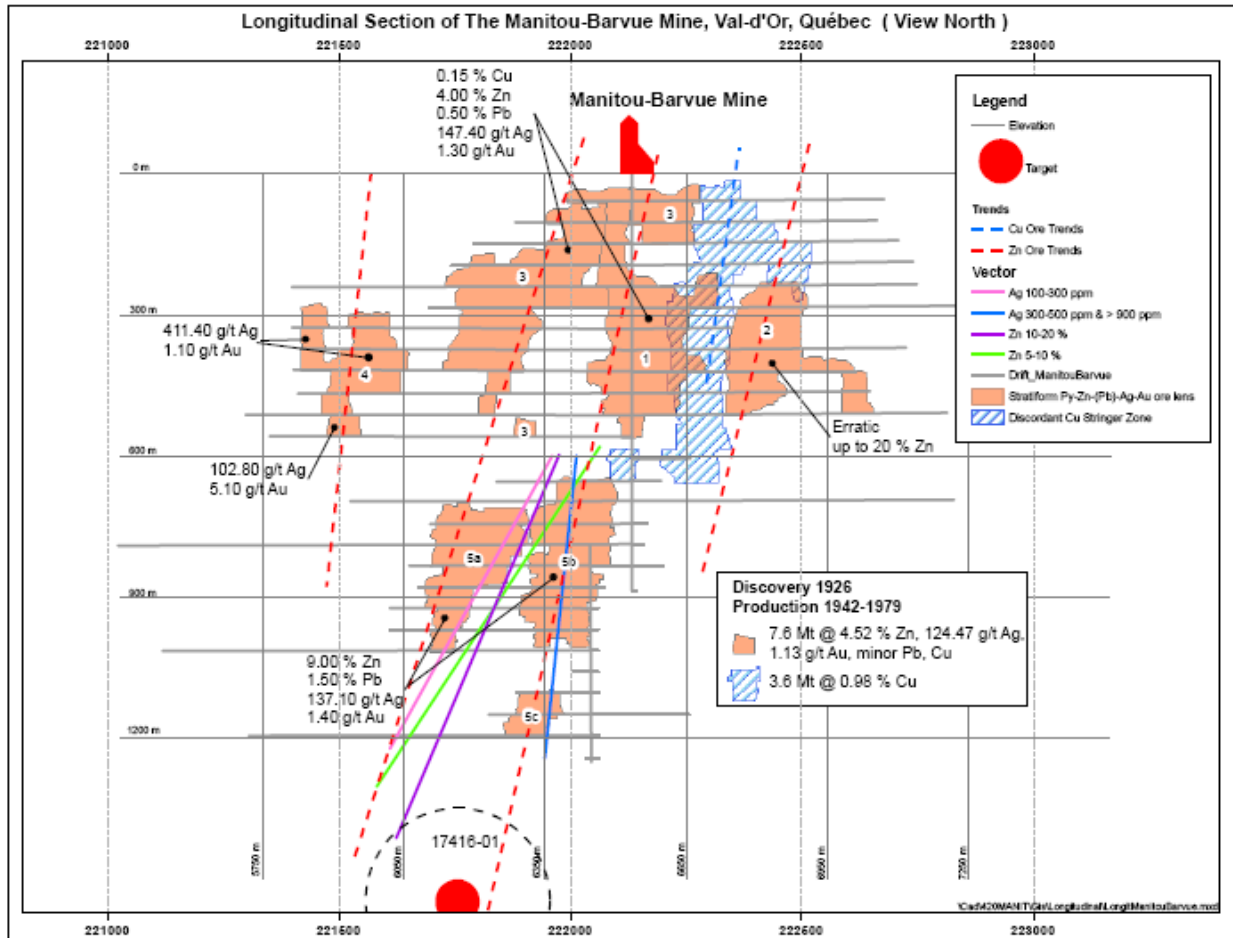 Longitudinal Section of The Manitou-Barvue Mine, Val-d'Or, Québec ( View North )
221000
221500
222000
222500
223000
0.15 % Cu
4.00 % Zn
0.50 % Pb
147.40 g/t Ag
1.30 g/t Au
Manitou-Barvue Mine
Legend
Elevation
Target
Trends
Cu Ore Trends
Zn Ore Trends
Vector
Ag 100-300 ppm
Ag 300-500 ppm & > 900 ppm
Zn 10-20 %
Zn 5-10 %
Drift_ManitouBarvue
Stratiform Py-Zn-(Pb)-Ag-Au ore lens
Discordant Cu Stringer Zone
0 m
3
3
300 m
411.40 g/t Ag
1.10 g/t Au
2
1
4
3
Erratic
up to 20 % Zn
600 m
102.80 g/t Ag
5.10 g/t Au
5a
5b
Discovery 1926
Production 1942-1979
7.6 Mt @ 4.52 % Zn, 124.47 g/t Ag,
1.13 g/t Au, minor Pb, Cu
3.6 Mt @ 0.98 % Cu
900 m
9.00 % Zn
1.50 % Pb
137.10 g/t Ag
1.40 g/t Au
5c
1200 m
17416-01
5750 m
6050 m
6350 m
6650 m
6950 m
7250 m
221000
221500
222000
222500
223000